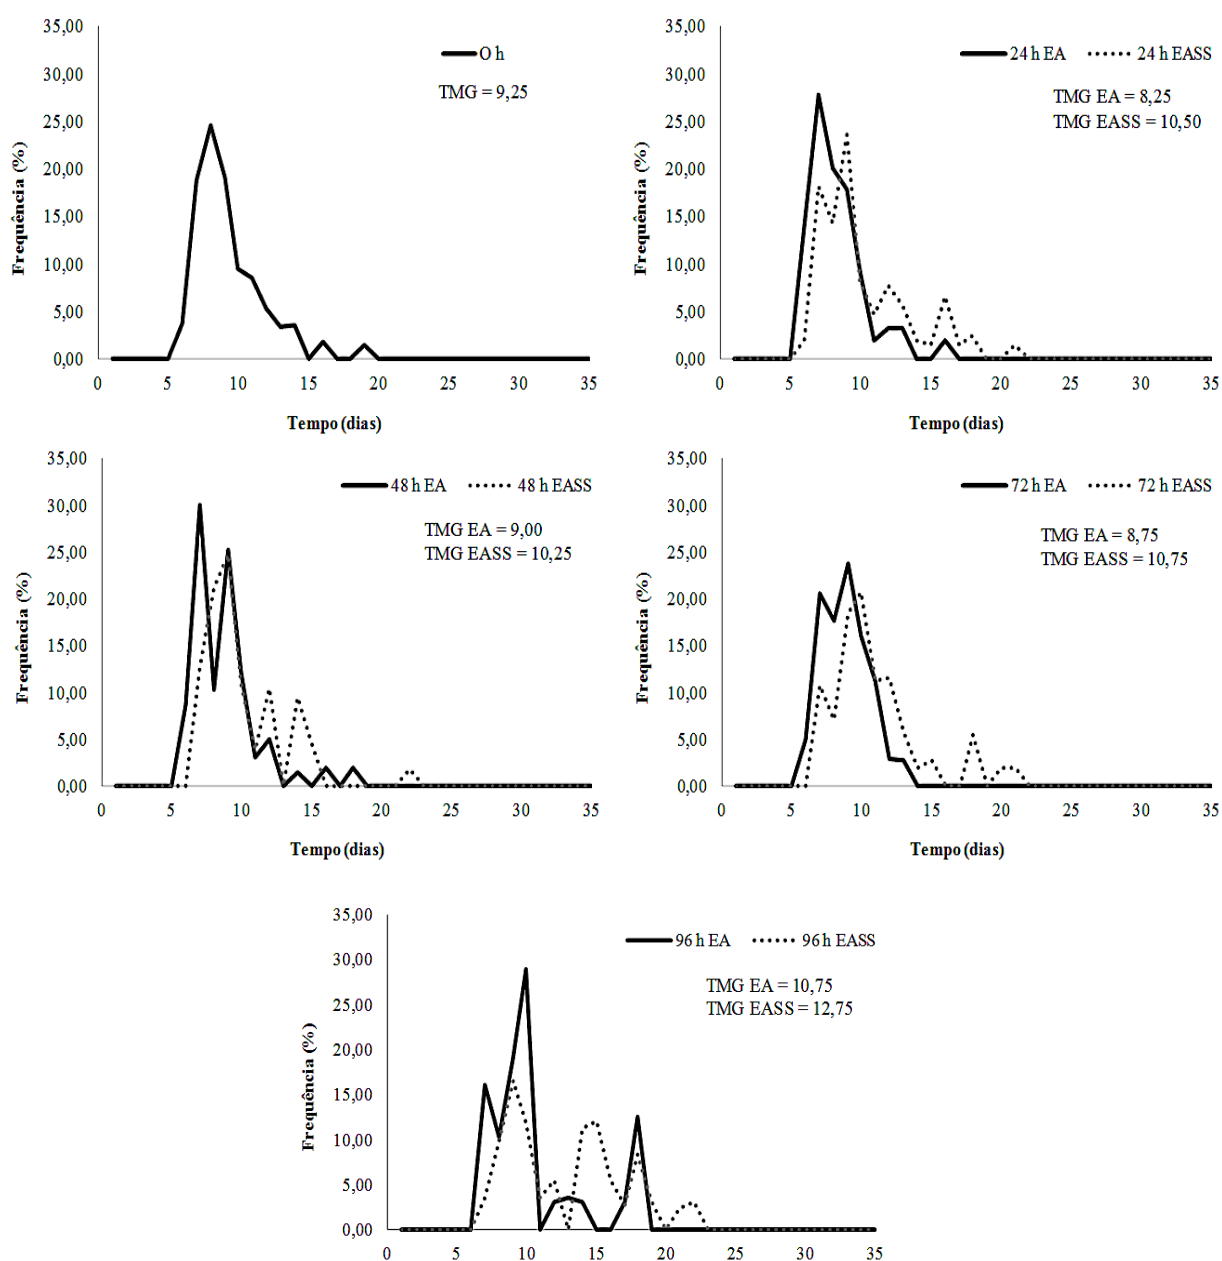 35,00
30,00
25,00
20,00
15,00
10,00
5,00
0,00
Frequência (%)
0 5 10 15 20 25 30 35
Tempo (dias)
O h
TMG = 9,25
35,00
30,00
25,00
20,00
15,00
10,00
5,00
0,00
Frequência (%)
0 5 10 15 20 25 30 35
Tempo (dias)
24 h EA 24 h EASS
TMG EA = 8,25
TMG EASS = 10,50
35,00
30,00
25,00
20,00
15,00
10,00
5,00
0,00
Frequência (%)
0 5 10 15 20 25 30 35
Tempo (dias)
48 h EA 48 h EASS
TMG EA = 9,00
TMG EASS = 10,25
35,00
30,00
25,00
20,00
15,00
10,00
5,00
0,00
Frequência (%)
0 5 10 15 20 25 30 35
Tempo (dias)
72 h EA 72 h EASS
TMG EA = 8,75
TMG EASS = 10,75
35,00
30,00
25,00
20,00
15,00
10,00
5,00
0,00
Frequência (%)
0 5 10 15 20 25 30 35
96 h EA 96 h EASS
TMG EA = 10,75
TMG EASS = 12,75